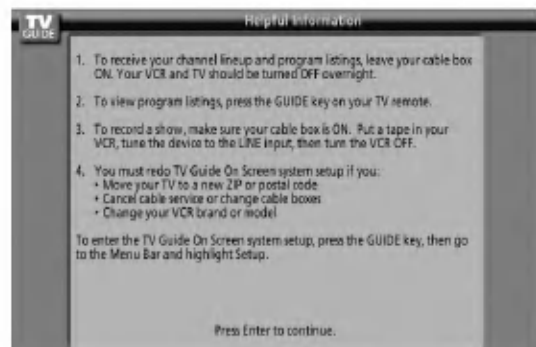 TV
GUIDE
Helpful Information
1. To receive your channel lineup and program listings, leave your cable box
ON. Your VCR and TV should be turned OFF overnight.
2. To view program listings, press the GUIDE key on your TV remote.
3. To record a show, make sure your cable box is ON. Put a tape in your
VCR, tune the device to the LINE input, then turn the VCR OFF.
4. You must redo TV Guide On Screen system setup if you:
• Move your TV to a new ZIP or postal code
• Cancel cable service or change cable boxes
• Change your VCR brand or model
To enter the TV Guide On Screen system setup, press the GUIDE key, then go
to the Menu Bar and highlight Setup.
Press Enter to continue.